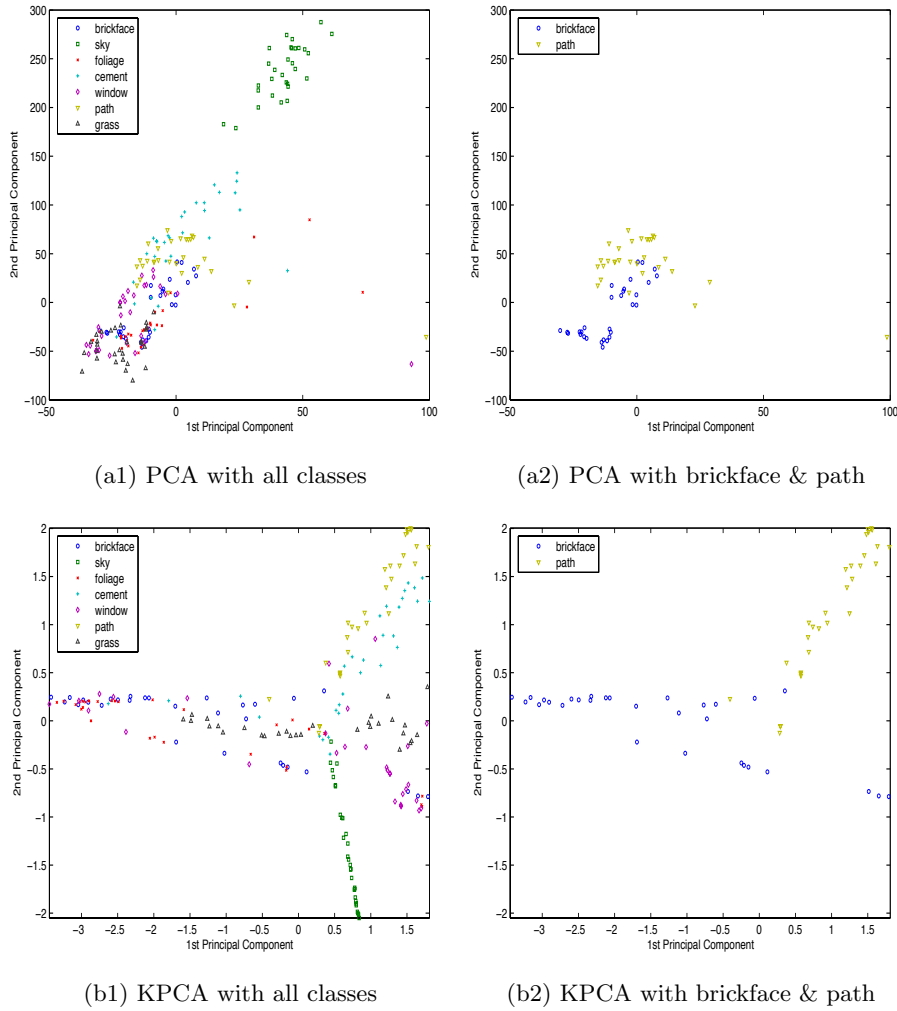 300
250
200
150
100
50
0
−50
−100
2nd Principal Component
brickface
sky
foliage
cement
window
path
grass
−50
0
50
100
1st Principal Component
(a1) PCA with all classes
300
250
200
150
100
50
0
−50
−100
2nd Principal Component
brickface
path
−50
0
50
100
1st Principal Component
(a2) PCA with brickface & path
2
1.5
1
0.5
0
−0.5
−1
−1.5
−2
2nd Principal Component
brickface
sky
foliage
cement
window
path
grass
−3
−2.5
−2
−1.5
−1
−0.5
0
0.5
1
1.5
1st Principal Component
(b1) KPCA with all classes
2
1.5
1
0.5
0
−0.5
−1
−1.5
−2
2nd Principal Component
brickface
path
−3
−2.5
−2
−1.5
−1
−0.5
0
0.5
1
1.5
1st Principal Component
(b2) KPCA with brickface & path